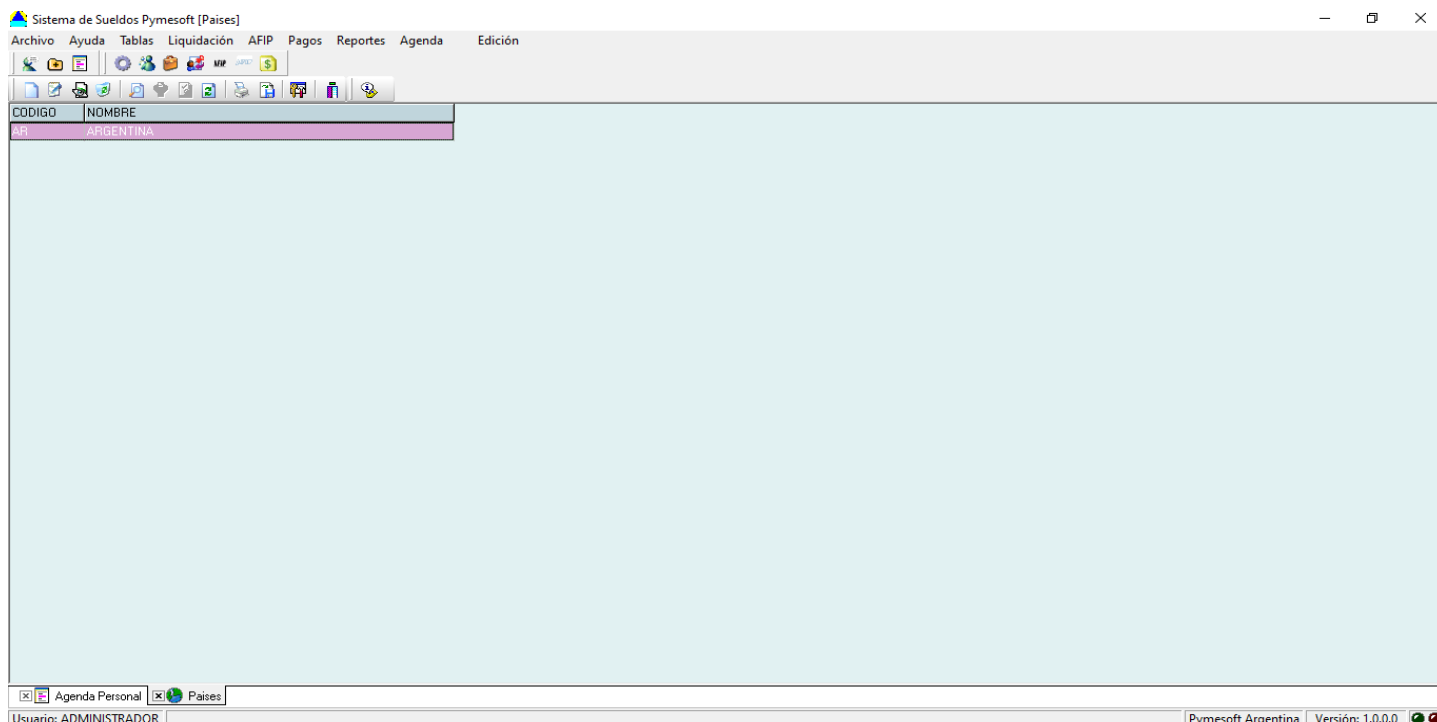 Sistema de Sueldos Pymesoft [Paises]
Archivo Ayuda Tablas Liquidación AFIP Pagos Reportes Agenda Edición
CODIGO NOMBRE
AR ARGENTINA
Agenda Personal Paises
Usuario: ADMINISTRADOR Pymesoft Argentina Versión: 1.0.0.0